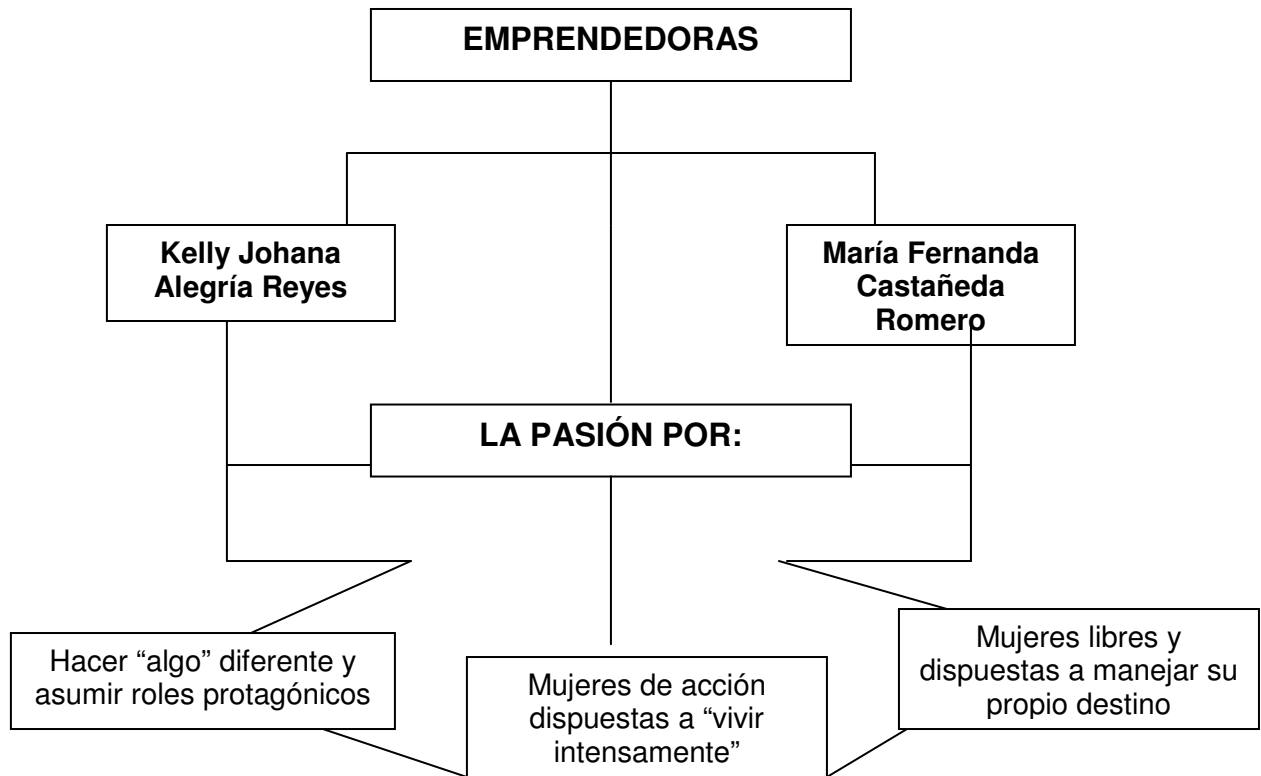 EMPRENDEDORAS
Kelly Johana
Alegría Reyes
María Fernanda
Castañeda
Romero
LA PASIÓN POR:
Hacer “algo” diferente y
asumir roles protagónicos
Mujeres de acción
dispuestas a “vivir
intensamente”
Mujeres libres y
dispuestas a manejar su
propio destino